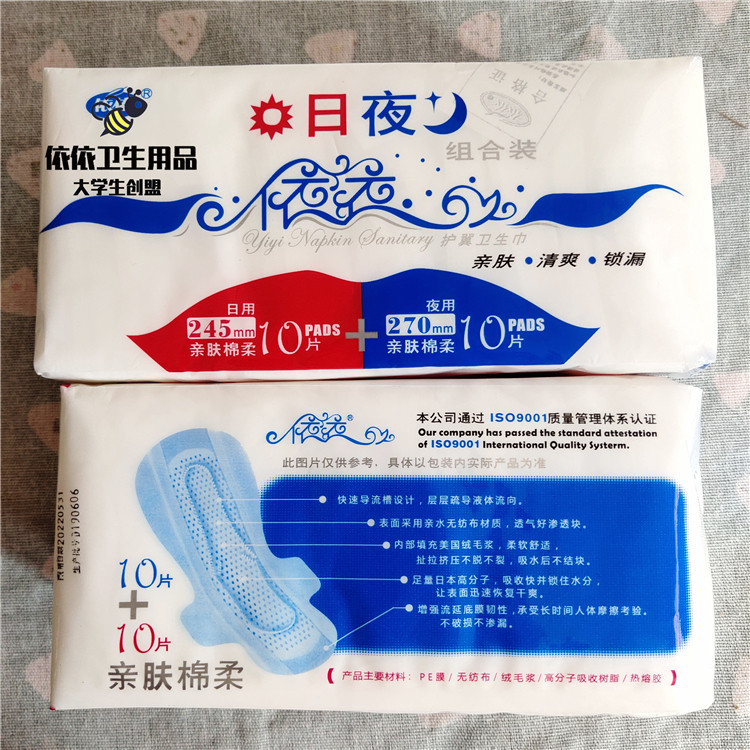 R
依依卫生用品
大学生创盟
日夜
组合装
合格证
依依
Yiyi Napkin Sanitary 护翼卫生巾
亲肤·清爽·锁漏
日用
245mm
10PADS
片
亲肤棉柔
+
夜用
270mm
10PADS
片
亲肤棉柔
依依®
本公司通过 ISO9001质量管理体系认证
Our company has passed the standard attestation
of ISO9001 International Quality Systerm.
此图片仅供参考，具体以包装内实际产品为准
快速导流槽设计，层层疏导液体流向。
表面采用亲水无纺布材质，透气好渗透快。
内部填充美国绒毛浆，柔软舒适，
扯拉挤压不脱不裂，吸水后不结块。
足量日本高分子，吸收快并锁住水分，
让表面迅速恢复干爽。
增强流延底膜韧性，承受长时间人体摩擦考验。
不破损不渗漏。
10片
+
10片
亲肤棉柔
【产品主要材料：PE膜/无纺布/绒毛浆/高分子吸收树脂/热熔胶】